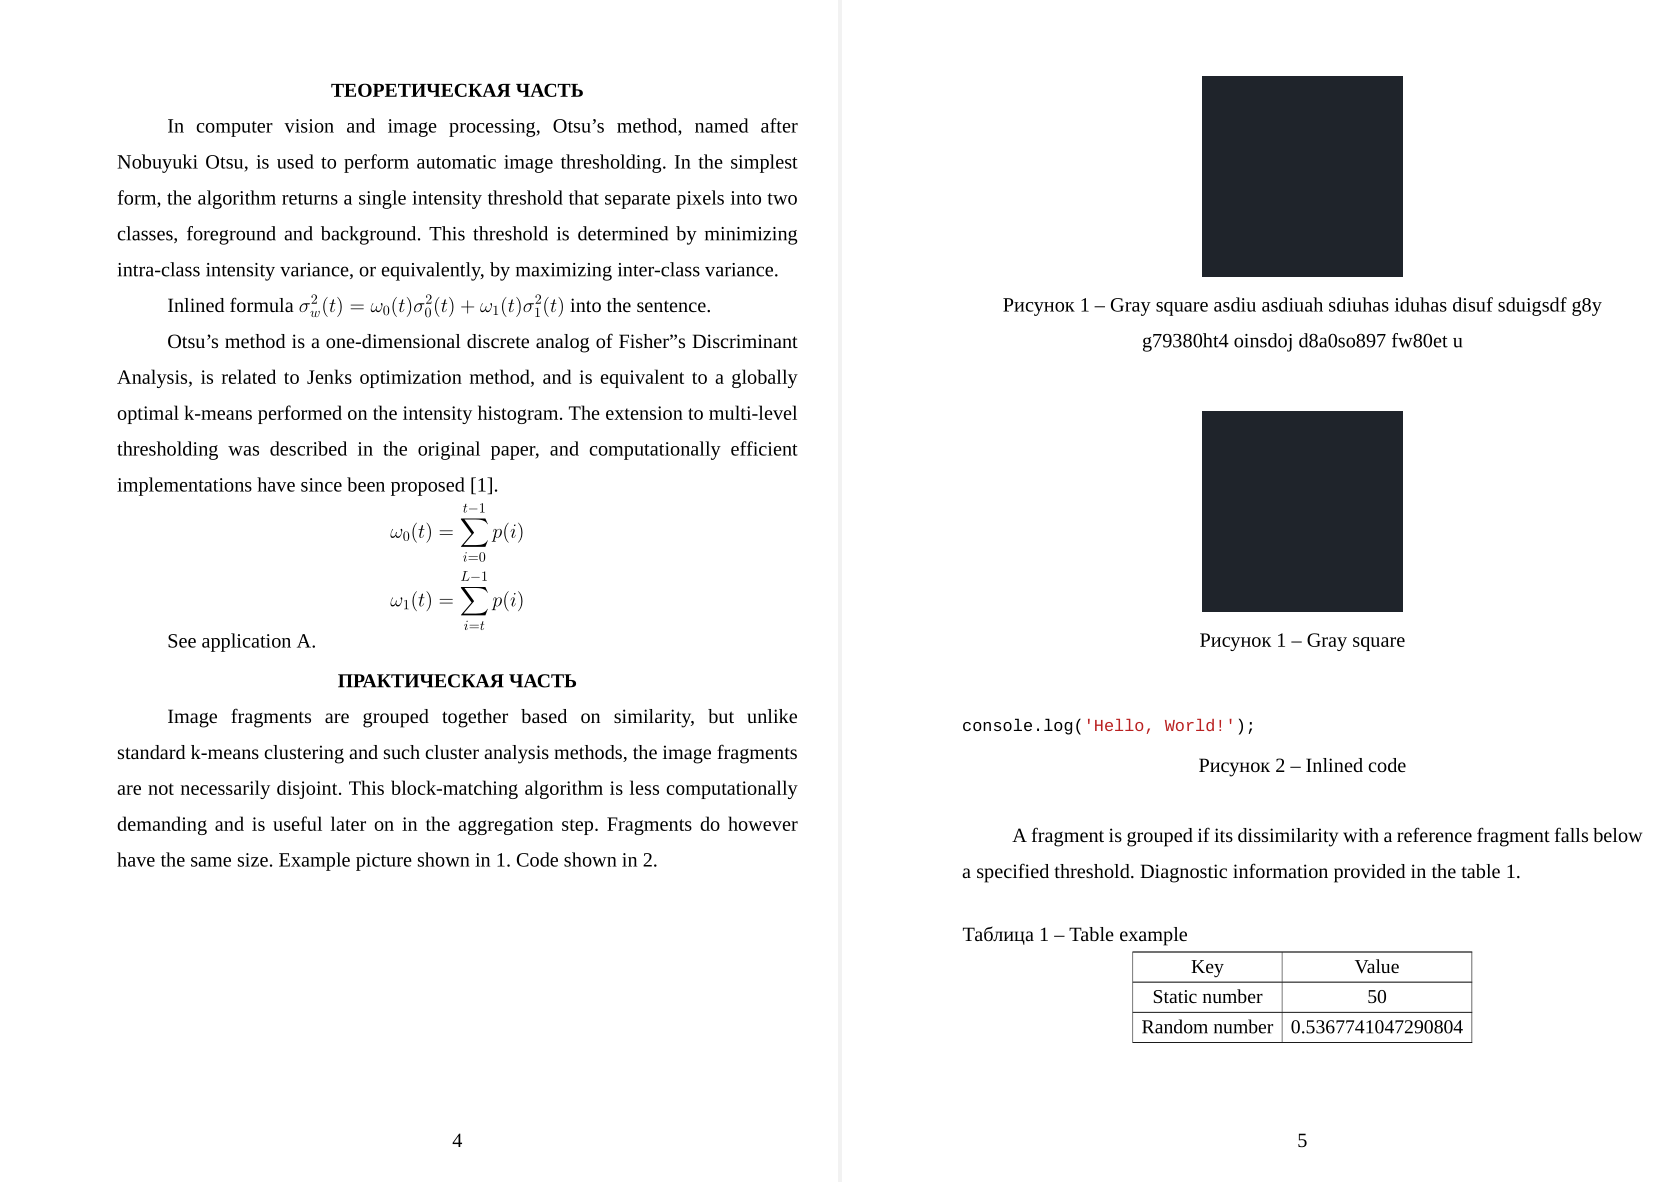 ТЕОРЕТИЧЕСКАЯ ЧАСТЬ
In computer vision and image processing, Otsu’s method, named after
Nobuyuki Otsu, is used to perform automatic image thresholding. In the simplest
form, the algorithm returns a single intensity threshold that separate pixels into two
classes, foreground and background. This threshold is determined by minimizing
intra-class intensity variance, or equivalently, by maximizing inter-class variance.
Inlined formula $\sigma_w^2(t) = \omega_0(t)\sigma_0^2(t) + \omega_1(t)\sigma_1^2(t)$ into the sentence.
Otsu’s method is a one-dimensional discrete analog of Fisher”s Discriminant
Analysis, is related to Jenks optimization method, and is equivalent to a globally
optimal k-means performed on the intensity histogram. The extension to multi-level
thresholding was described in the original paper, and computationally efficient
implementations have since been proposed [1].
$\omega_0(t) = \sum_{i=0}^{t-1} p(i)$
$\omega_1(t) = \sum_{i=t}^{L-1} p(i)$
See application A.
ПРАКТИЧЕСКАЯ ЧАСТЬ
Image fragments are grouped together based on similarity, but unlike
standard k-means clustering and such cluster analysis methods, the image fragments
are not necessarily disjoint. This block-matching algorithm is less computationally
demanding and is useful later on in the aggregation step. Fragments do however
have the same size. Example picture shown in 1. Code shown in 2.
4
Рисунок 1 – Gray square asdiu asdiuah sdiuhas iduhas disuf sduigsdf g8y
g79380ht4 oinsdoj d8a0so897 fw80et u
Рисунок 1 – Gray square
console.log('Hello, World!');
Рисунок 2 – Inlined code
A fragment is grouped if its dissimilarity with a reference fragment falls below
a specified threshold. Diagnostic information provided in the table 1.
Таблица 1 – Table example
Key Value
Static number 50
Random number 0.5367741047290804
5